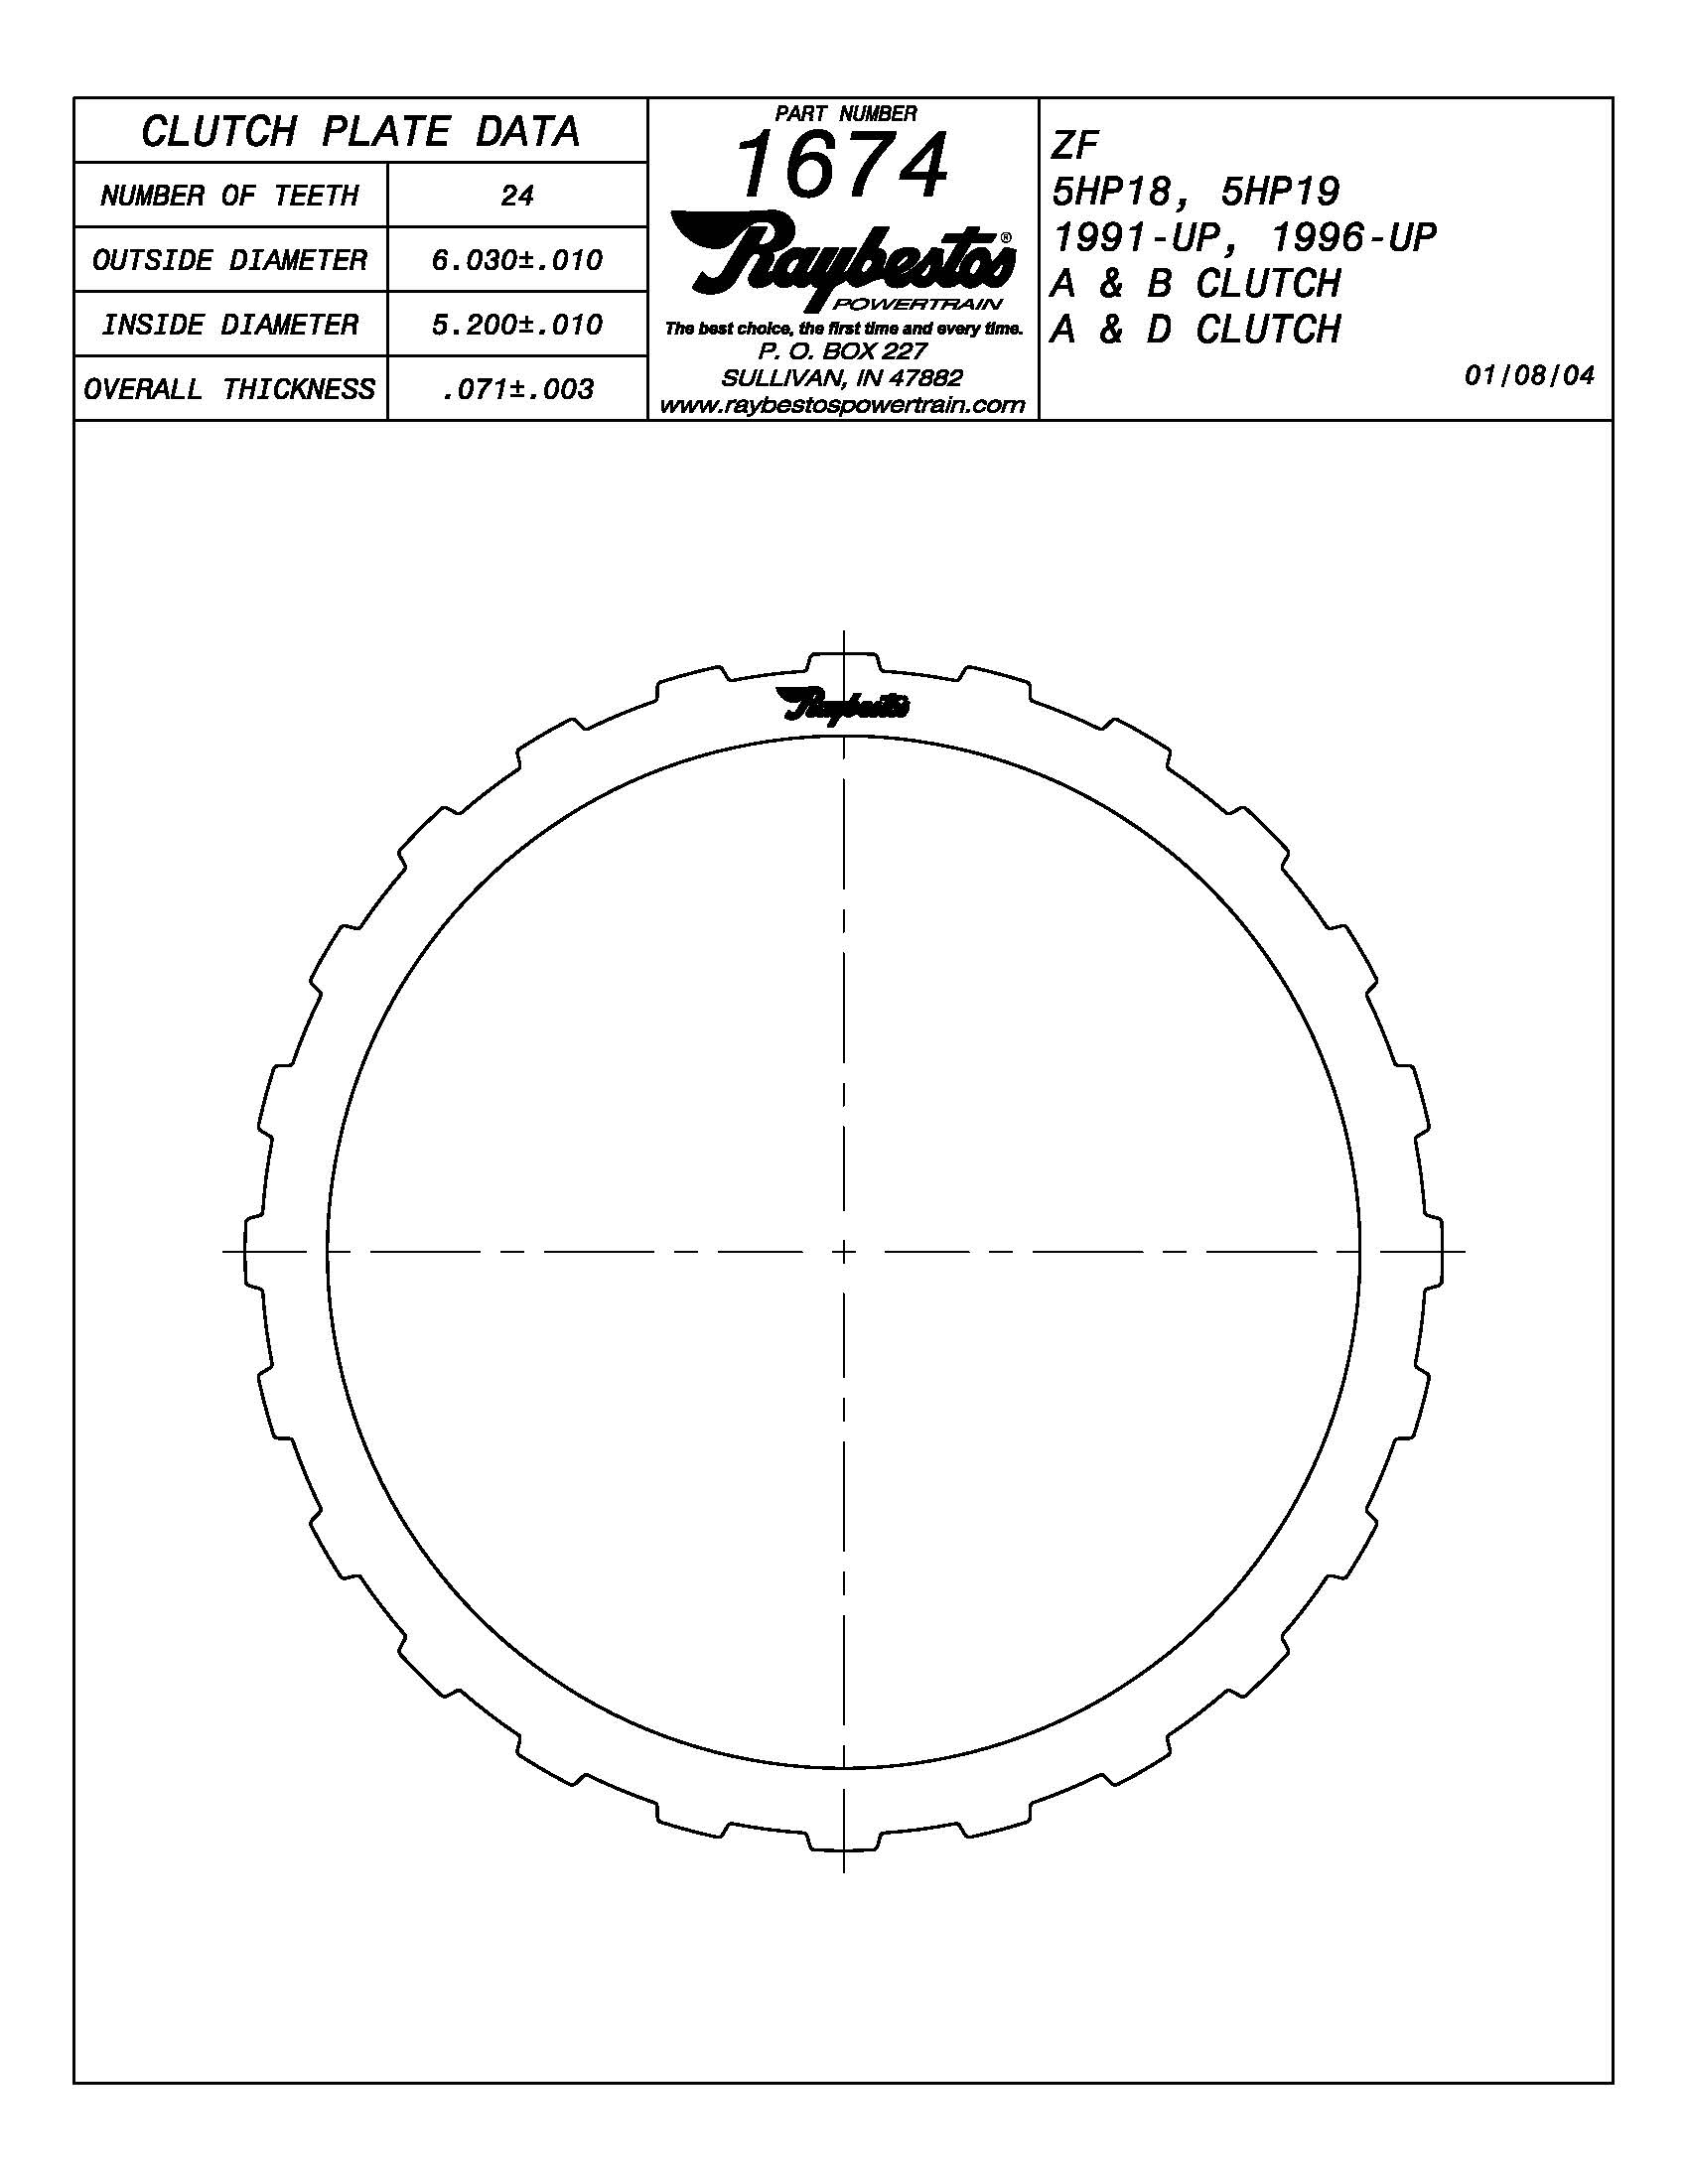 CLUTCH PLATE DATA
NUMBER OF TEETH 24
OUTSIDE DIAMETER 6.030±.010
INSIDE DIAMETER 5.200±.010
OVERALL THICKNESS .071±.003
PART NUMBER
1674
Raybestos®
POWERTRAIN
The best choice, the first time and every time.
P. O. BOX 227
SULLIVAN, IN 47882
www.raybestospowertrain.com
ZF
5HP18, 5HP19
1991-UP, 1996-UP
A & B CLUTCH
A & D CLUTCH
01/08/04
Raybestos